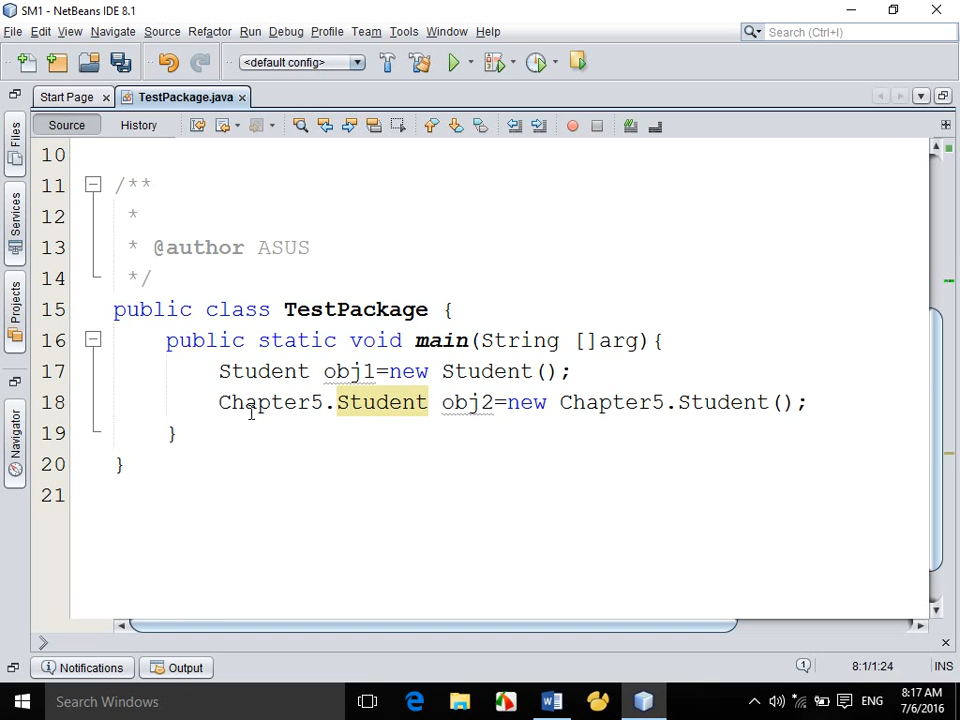 SM1 - NetBeans IDE 8.1
File Edit View Navigate Source Refactor Run Debug Profile Team Tools Window Help
Search (Ctrl+I)
<default config>
Start Page
TestPackage.java
Source History
Files
Services
Projects
Navigator
10
11 /**
12 *
13 * @author ASUS
14 */
15 public class TestPackage {
16 public static void main(String []arg){
17 Student obj1=new Student();
18 Chapter5.Student obj2=new Chapter5.Student();
19 }
20 }
21
Notifications Output 1 8:1/1:24 INS
Search Windows
ENG
8:17 AM
7/6/2016